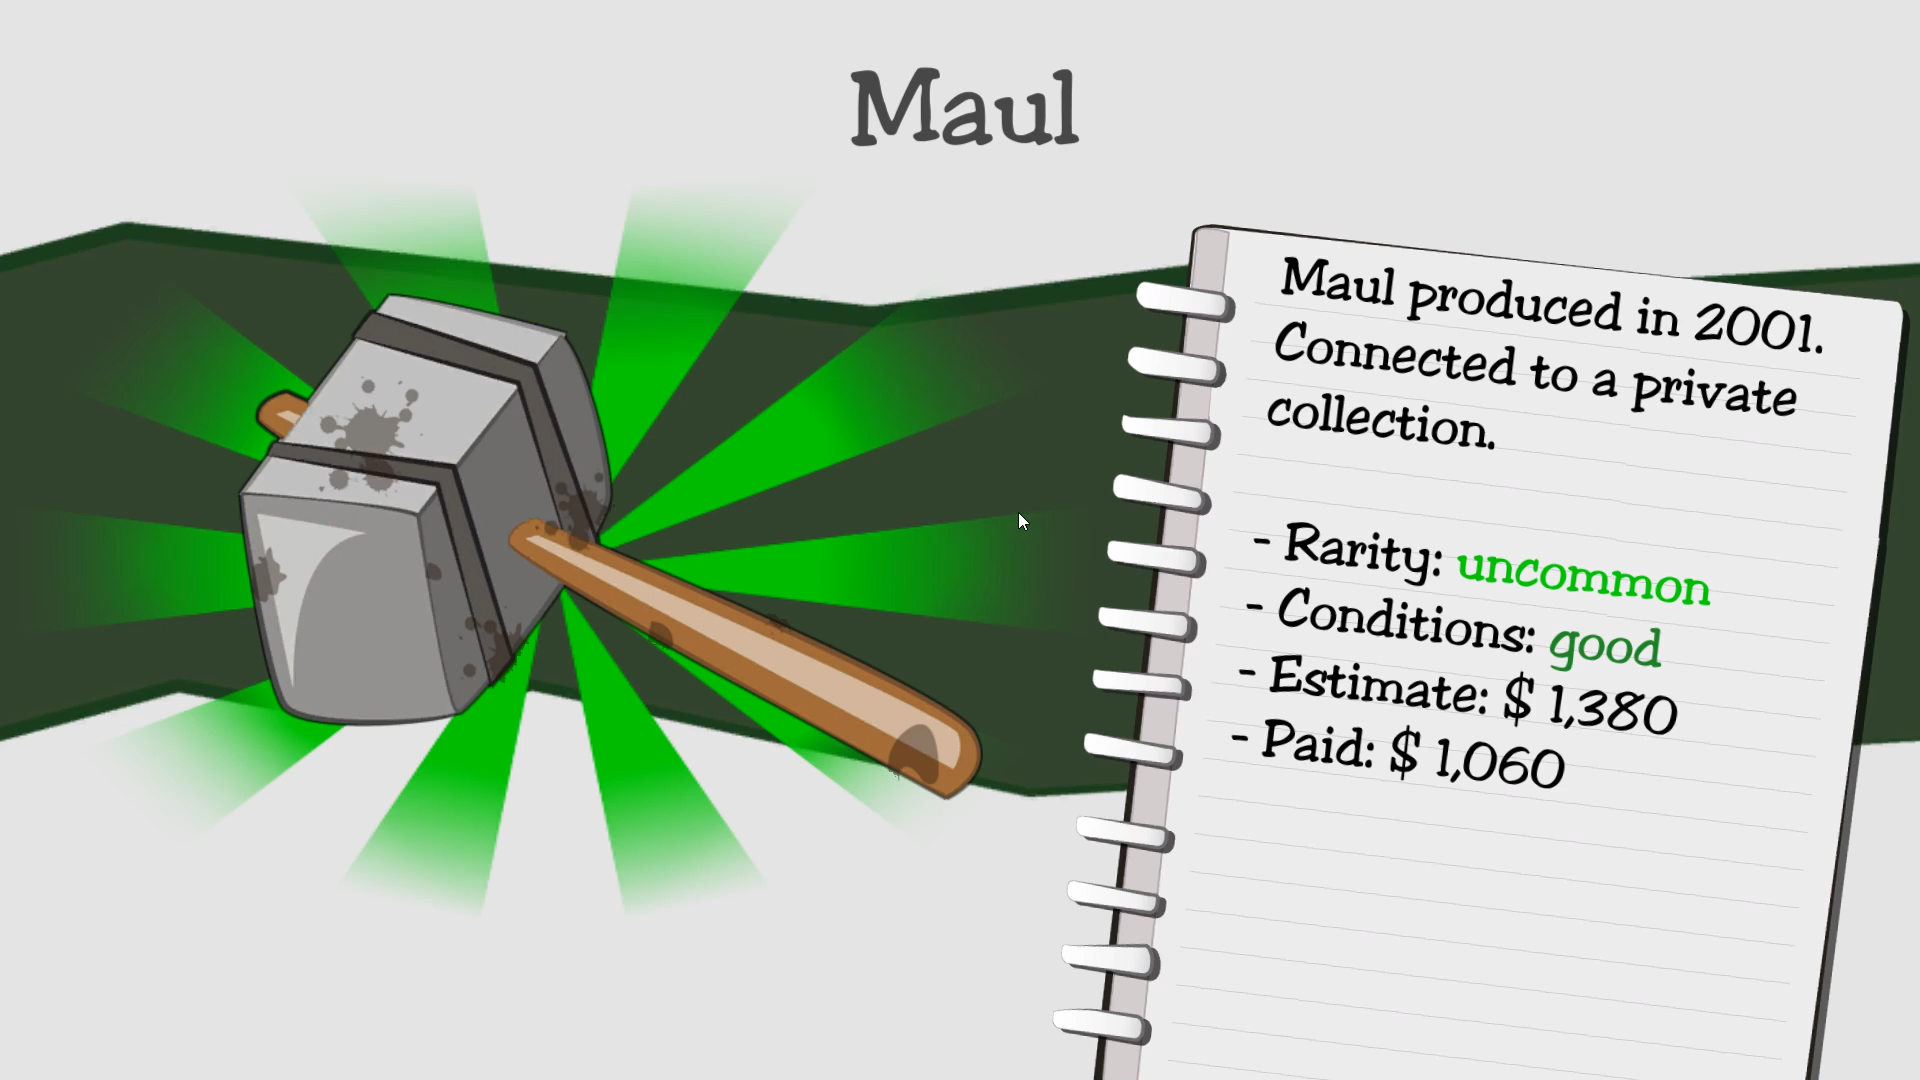 Maul
Maul produced in 2001.
Connected to a private
collection.
- Rarity: uncommon
- Conditions: good
- Estimate: $ 1,380
- Paid: $ 1,060